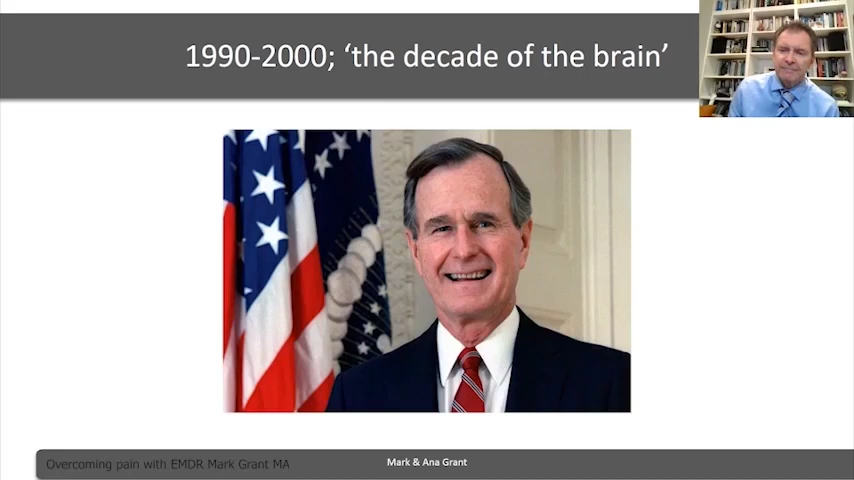 1990-2000; ‘the decade of the brain’
Overcoming pain with EMDR Mark Grant MA
Mark & Ana Grant